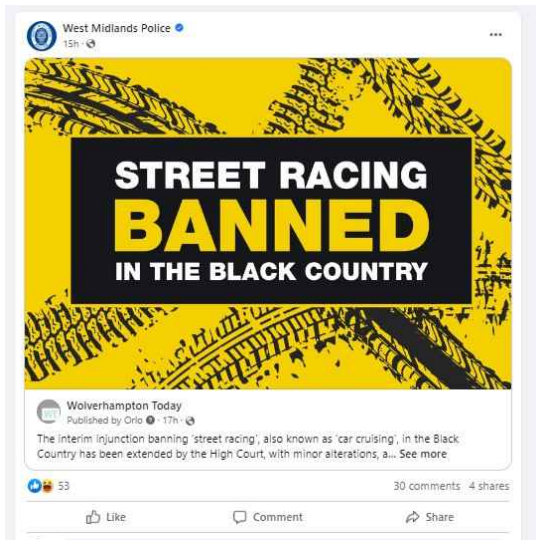 West Midlands Police
15h ·
STREET RACING
BANNED
IN THE BLACK COUNTRY
Wolverhampton Today
Published by Orlo · 17h ·
The interim injunction banning 'street racing', also known as 'car cruising', in the Black
Country has been extended by the High Court, with minor alterations, a... See more
53
30 comments 4 shares
Like Comment Share